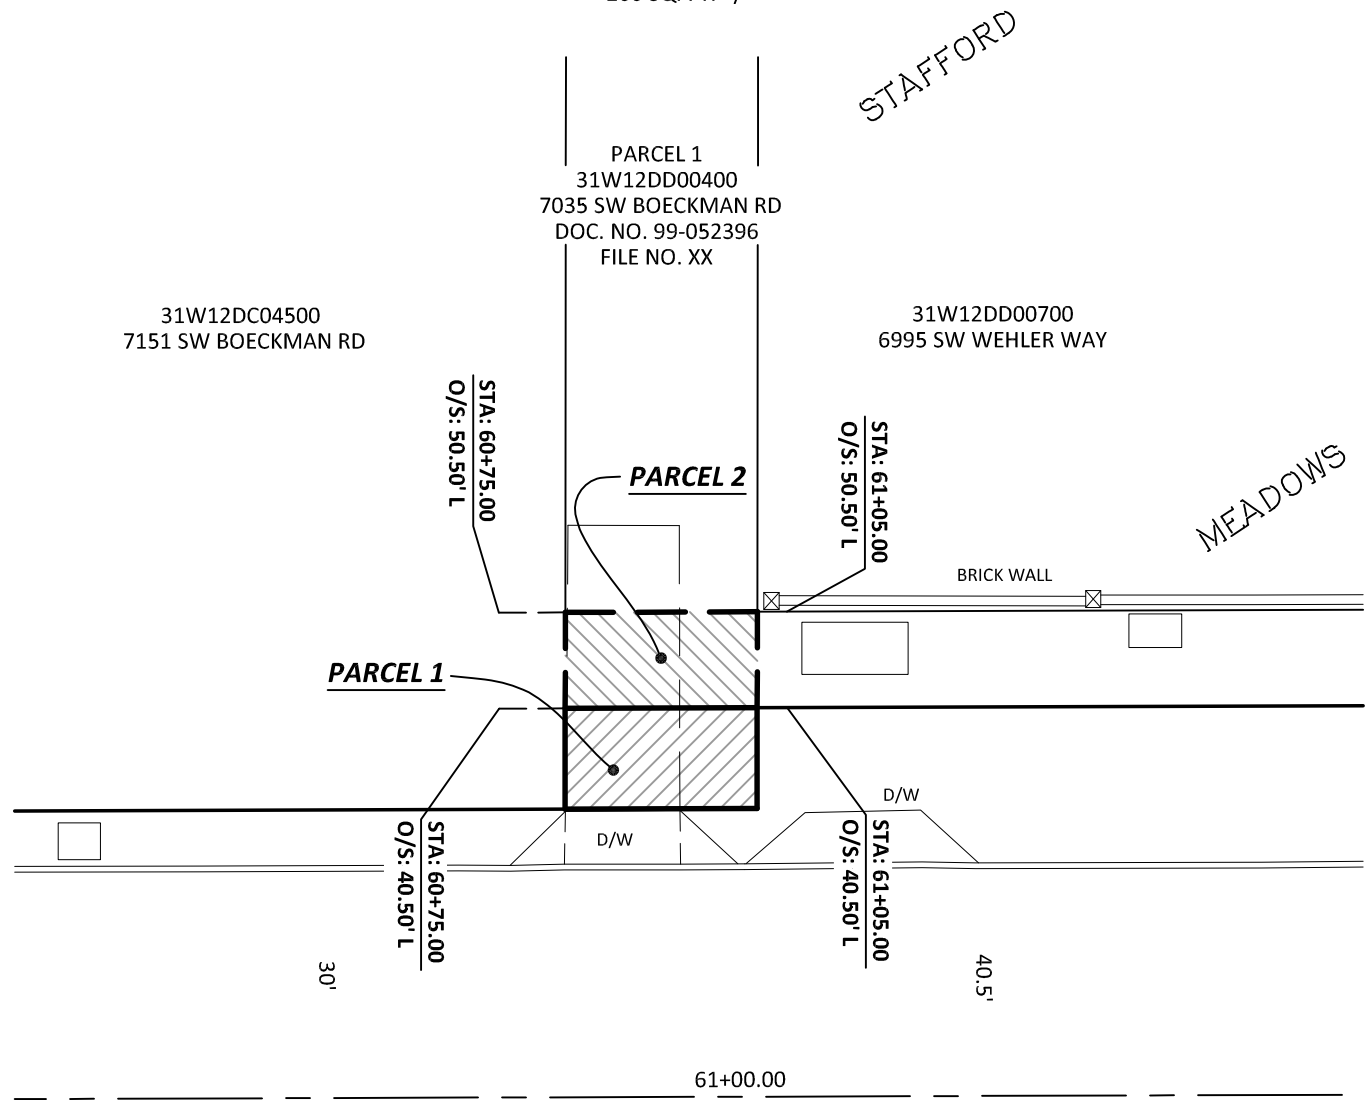 STAFFORD
PARCEL 1
31W12DD00400
7035 SW BOECKMAN RD
DOC. NO. 99-052396
FILE NO. XX
31W12DC04500
7151 SW BOECKMAN RD
31W12DD00700
6995 SW WEHLER WAY
STA: 60+75.00
O/S: 50.50' L
STA: 61+05.00
O/S: 50.50' L
PARCEL 2
MEADOWS
BRICK WALL
PARCEL 1
D/W
D/W
STA: 60+75.00
O/S: 40.50' L
STA: 61+05.00
O/S: 40.50' L
30'
40.5'
61+00.00